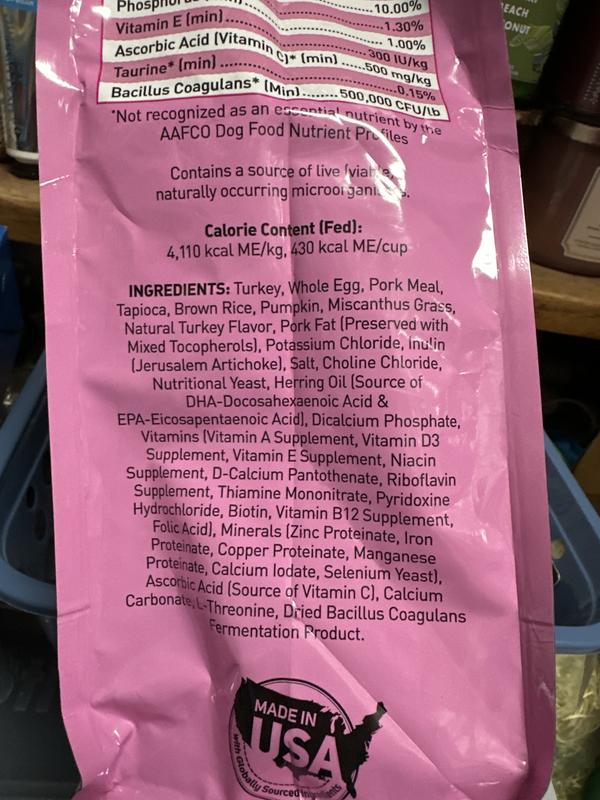 10.00%
Vitamin E (min) 1.30%
Ascorbic Acid (Vitamin C)* (min) 1.00%
Taurine* (min) 300 IU/kg
Bacillus Coagulans* (Min) 500 mg/kg
0.15%
500,000 CFU/lb
*Not recognized as an essential nutrient by the
AAFCO Dog Food Nutrient Profiles
Contains a source of live (viable),
naturally occurring microorganisms.
Calorie Content (Fed):
4,110 kcal ME/kg, 430 kcal ME/cup
INGREDIENTS: Turkey, Whole Egg, Pork Meal,
Tapioca, Brown Rice, Pumpkin, Miscanthus Grass,
Natural Turkey Flavor, Pork Fat (Preserved with
Mixed Tocopherols), Potassium Chloride, Inulin
(Jerusalem Artichoke), Salt, Choline Chloride,
Nutritional Yeast, Herring Oil (Source of
DHA-Docosahexaenoic Acid &
EPA-Eicosapentaenoic Acid), Dicalcium Phosphate,
Vitamins (Vitamin A Supplement, Vitamin D3
Supplement, Vitamin E Supplement, Niacin
Supplement, D-Calcium Pantothenate, Riboflavin
Supplement, Thiamine Mononitrate, Pyridoxine
Hydrochloride, Biotin, Vitamin B12 Supplement,
Folic Acid), Minerals (Zinc Proteinate, Iron
Proteinate, Copper Proteinate, Manganese
Proteinate, Calcium Iodate, Selenium Yeast),
Ascorbic Acid (Source of Vitamin C), Calcium
Carbonate, L-Threonine, Dried Bacillus Coagulans
Fermentation Product.
MADE IN
USA
with Globally Sourced Ingredients